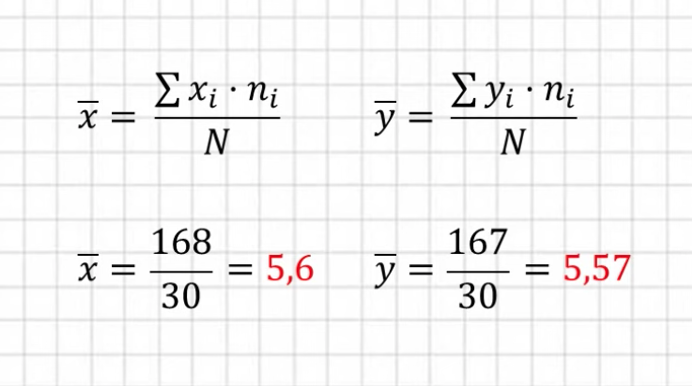 x̄ = ∑ xᵢ · nᵢ / N    ȳ = ∑ yᵢ · nᵢ / N
x̄ = 168 / 30 = 5,6    ȳ = 167 / 30 = 5,57